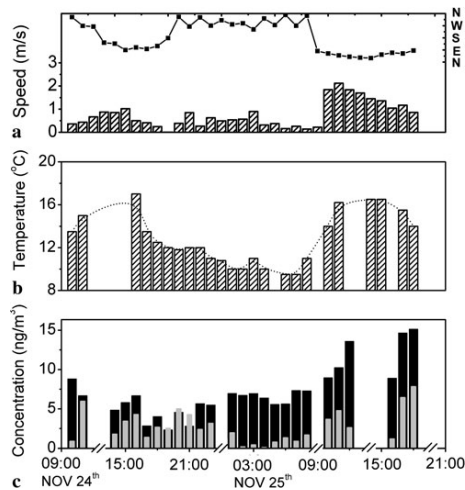 N
W
S
E
N
3
2
1
0
Speed (m/s)
a
20
16
12
8
Temperature (°C)
b
15
10
5
0
Concentration (ng/m³)
c
09:00 15:00 21:00 03:00 09:00 15:00 21:00
NOV 24th NOV 25th